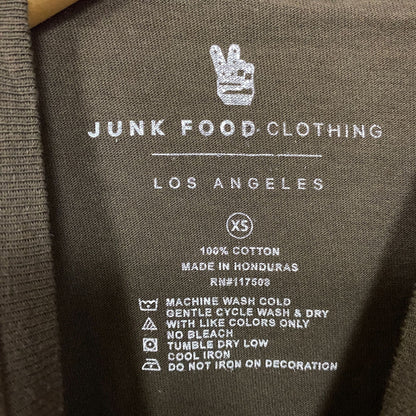 JUNK FOOD CLOTHING
LOS ANGELES
XS
100% COTTON
MADE IN HONDURAS
RN#117508
MACHINE WASH COLD
GENTLE CYCLE WASH & DRY
WITH LIKE COLORS ONLY
NO BLEACH
TUMBLE DRY LOW
COOL IRON
DO NOT IRON ON DECORATION